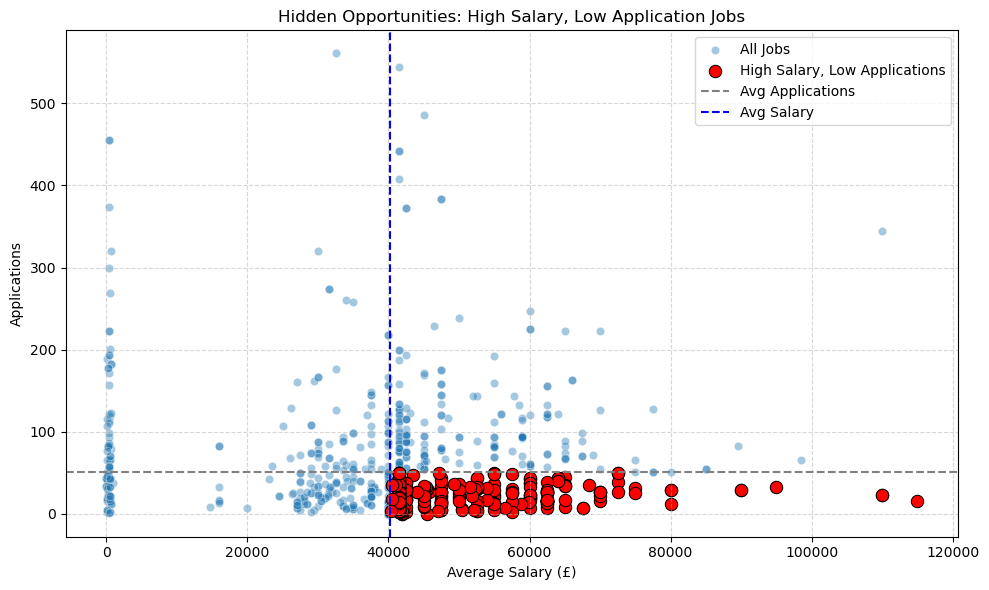 Hidden Opportunities: High Salary, Low Application Jobs
All Jobs
High Salary, Low Applications
Avg Applications
Avg Salary
500
400
300
200
100
0
Applications
0 20000 40000 60000 80000 100000 120000
Average Salary (£)